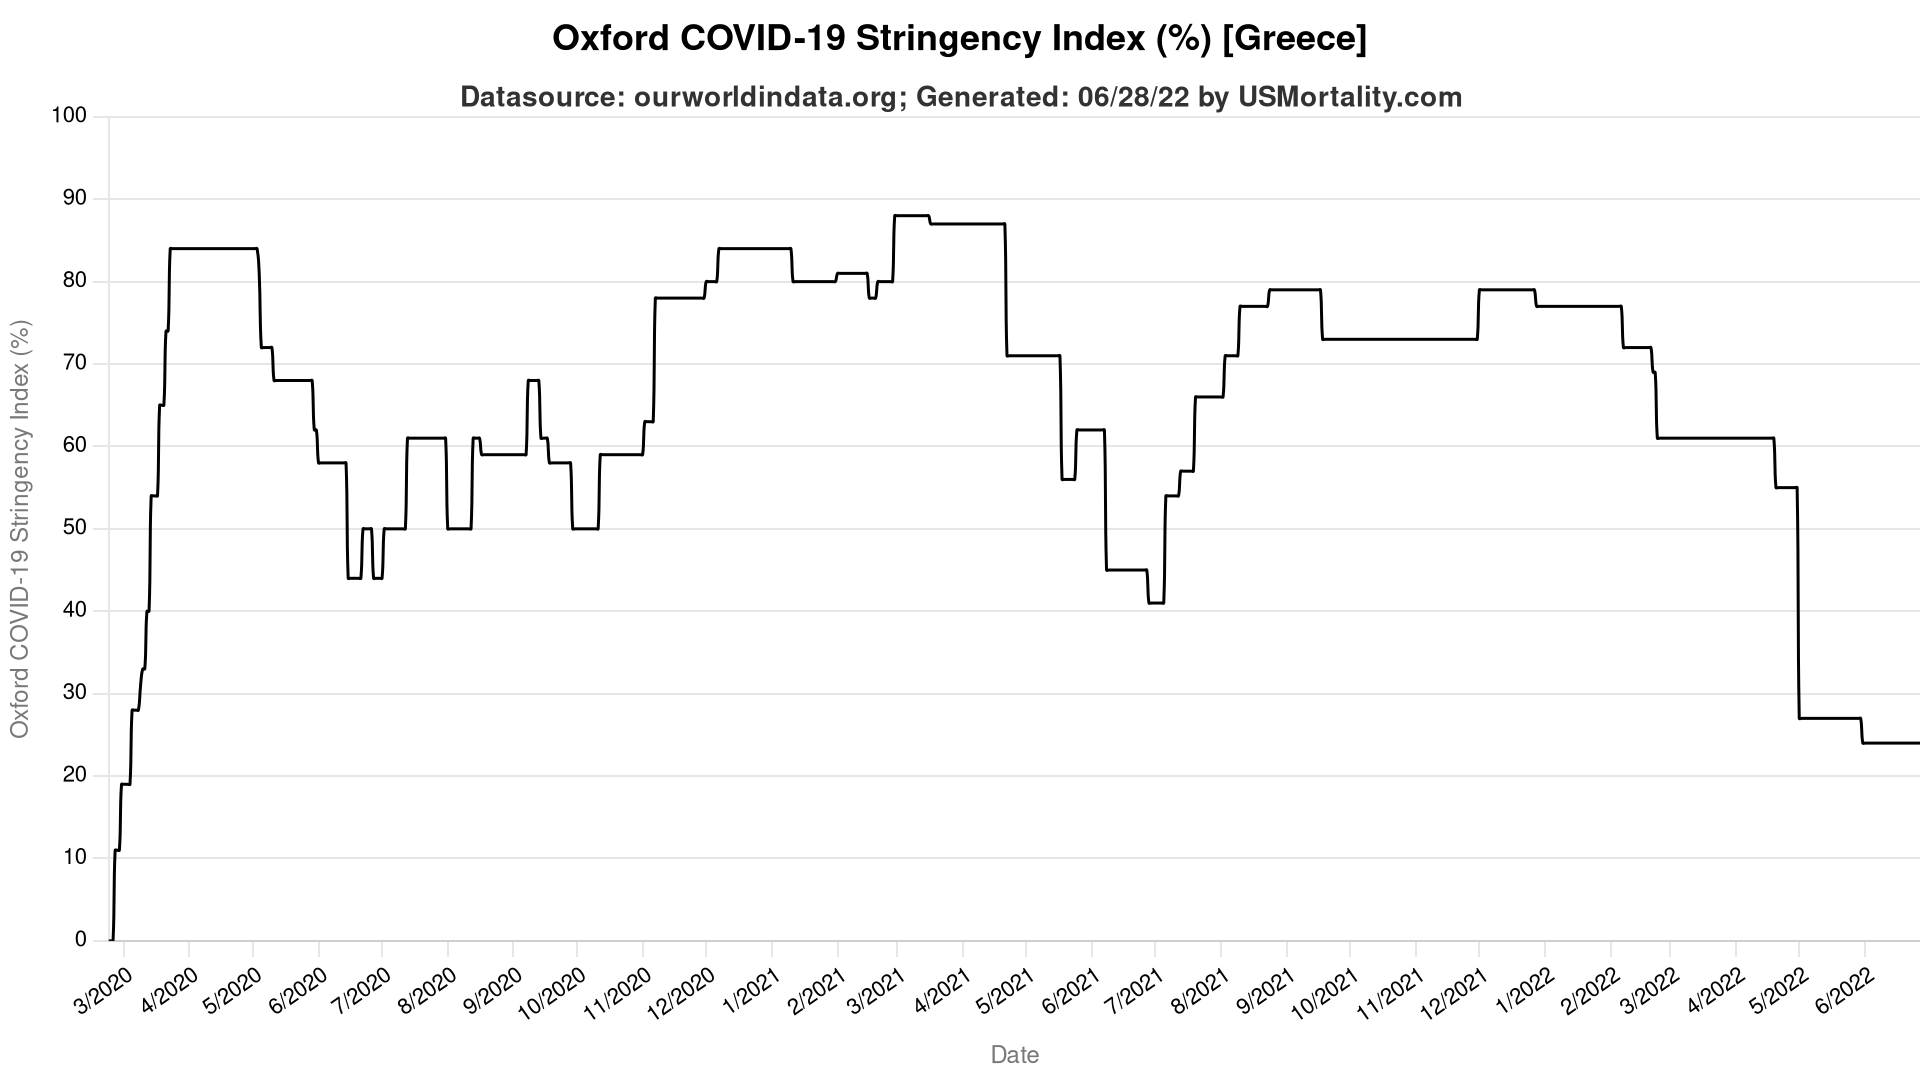 Oxford COVID-19 Stringency Index (%) [Greece]
Datasource: ourworldindata.org; Generated: 06/28/22 by USMortality.com
Oxford COVID-19 Stringency Index (%)
100
90
80
70
60
50
40
30
20
10
0
3/2020 4/2020 5/2020 6/2020 7/2020 8/2020 9/2020 10/2020 11/2020 12/2020 1/2021 2/2021 3/2021 4/2021 5/2021 6/2021 7/2021 8/2021 9/2021 10/2021 11/2021 12/2021 1/2022 2/2022 3/2022 4/2022 5/2022 6/2022
Date